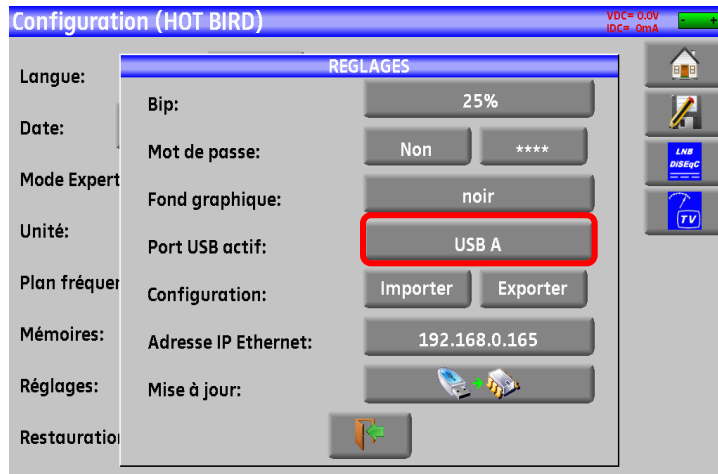 Configuration (HOT BIRD)
VDC= 0.0V
IDC= 0mA
- +
REGLAGES
Langue:
Date:
Mode Expert
Unité:
Plan fréquen
Mémoires:
Réglages:
Restauration
Bip: 25%
Mot de passe: Non ****
Fond graphique: noir
Port USB actif: USB A
Configuration: Importer Exporter
Adresse IP Ethernet: 192.168.0.165
Mise à jour:
LNB
DiSEqC
TV